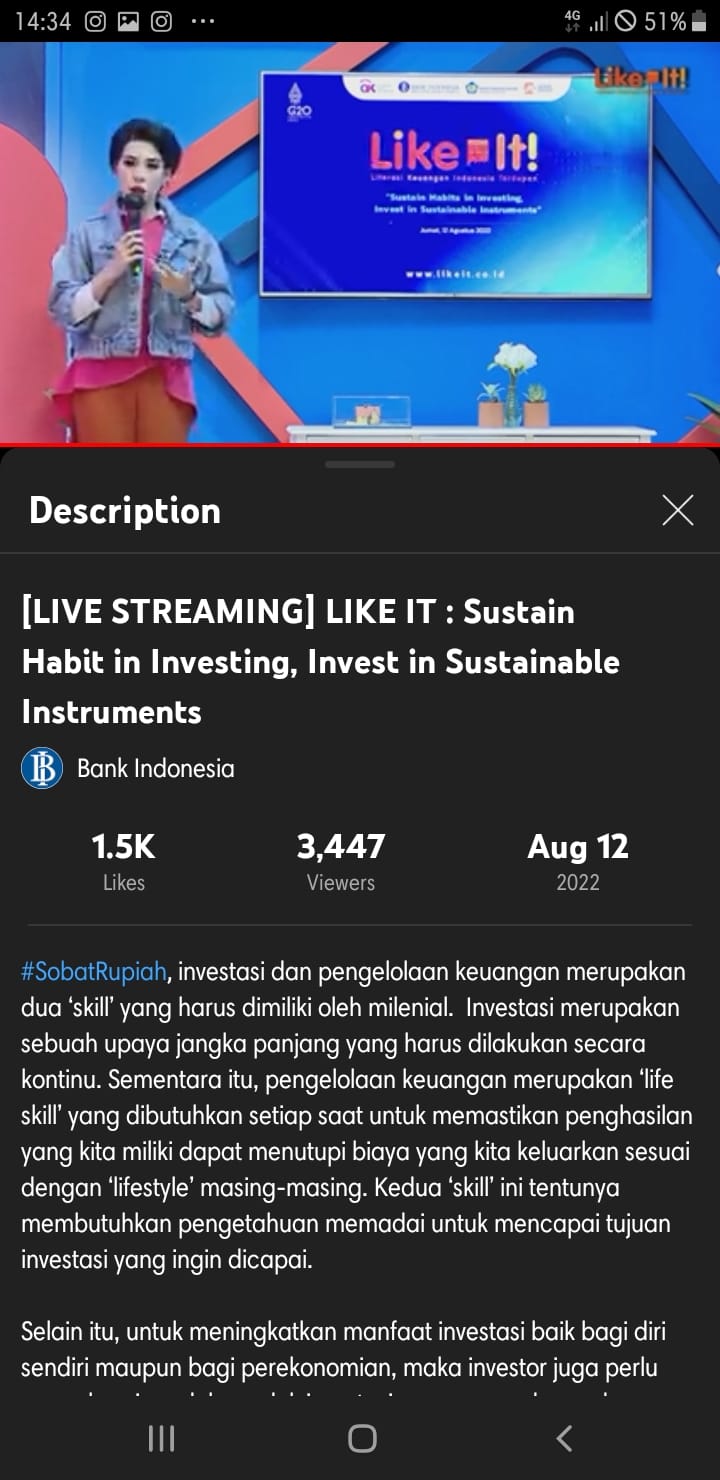 14:34
4G
51%
Like It!
G20
BANK INDONESIA
Like It!
Literasi Keuangan Indonesia Terdepan
"Sustain Habits in Investing,
Invest in Sustainable Instruments"
Jumat, 12 Agustus 2022
www.likeit.co.id
Description
[LIVE STREAMING] LIKE IT : Sustain
Habit in Investing, Invest in Sustainable
Instruments
Bank Indonesia
1.5K 3,447 Aug 12
Likes Viewers 2022
#SobatRupiah, investasi dan pengelolaan keuangan merupakan
dua ‘skill’ yang harus dimiliki oleh milenial. Investasi merupakan
sebuah upaya jangka panjang yang harus dilakukan secara
kontinu. Sementara itu, pengelolaan keuangan merupakan ‘life
skill’ yang dibutuhkan setiap saat untuk memastikan penghasilan
yang kita miliki dapat menutupi biaya yang kita keluarkan sesuai
dengan ‘lifestyle’ masing-masing. Kedua ‘skill’ ini tentunya
membutuhkan pengetahuan memadai untuk mencapai tujuan
investasi yang ingin dicapai.
Selain itu, untuk meningkatkan manfaat investasi baik bagi diri
sendiri maupun bagi perekonomian, maka investor juga perlu